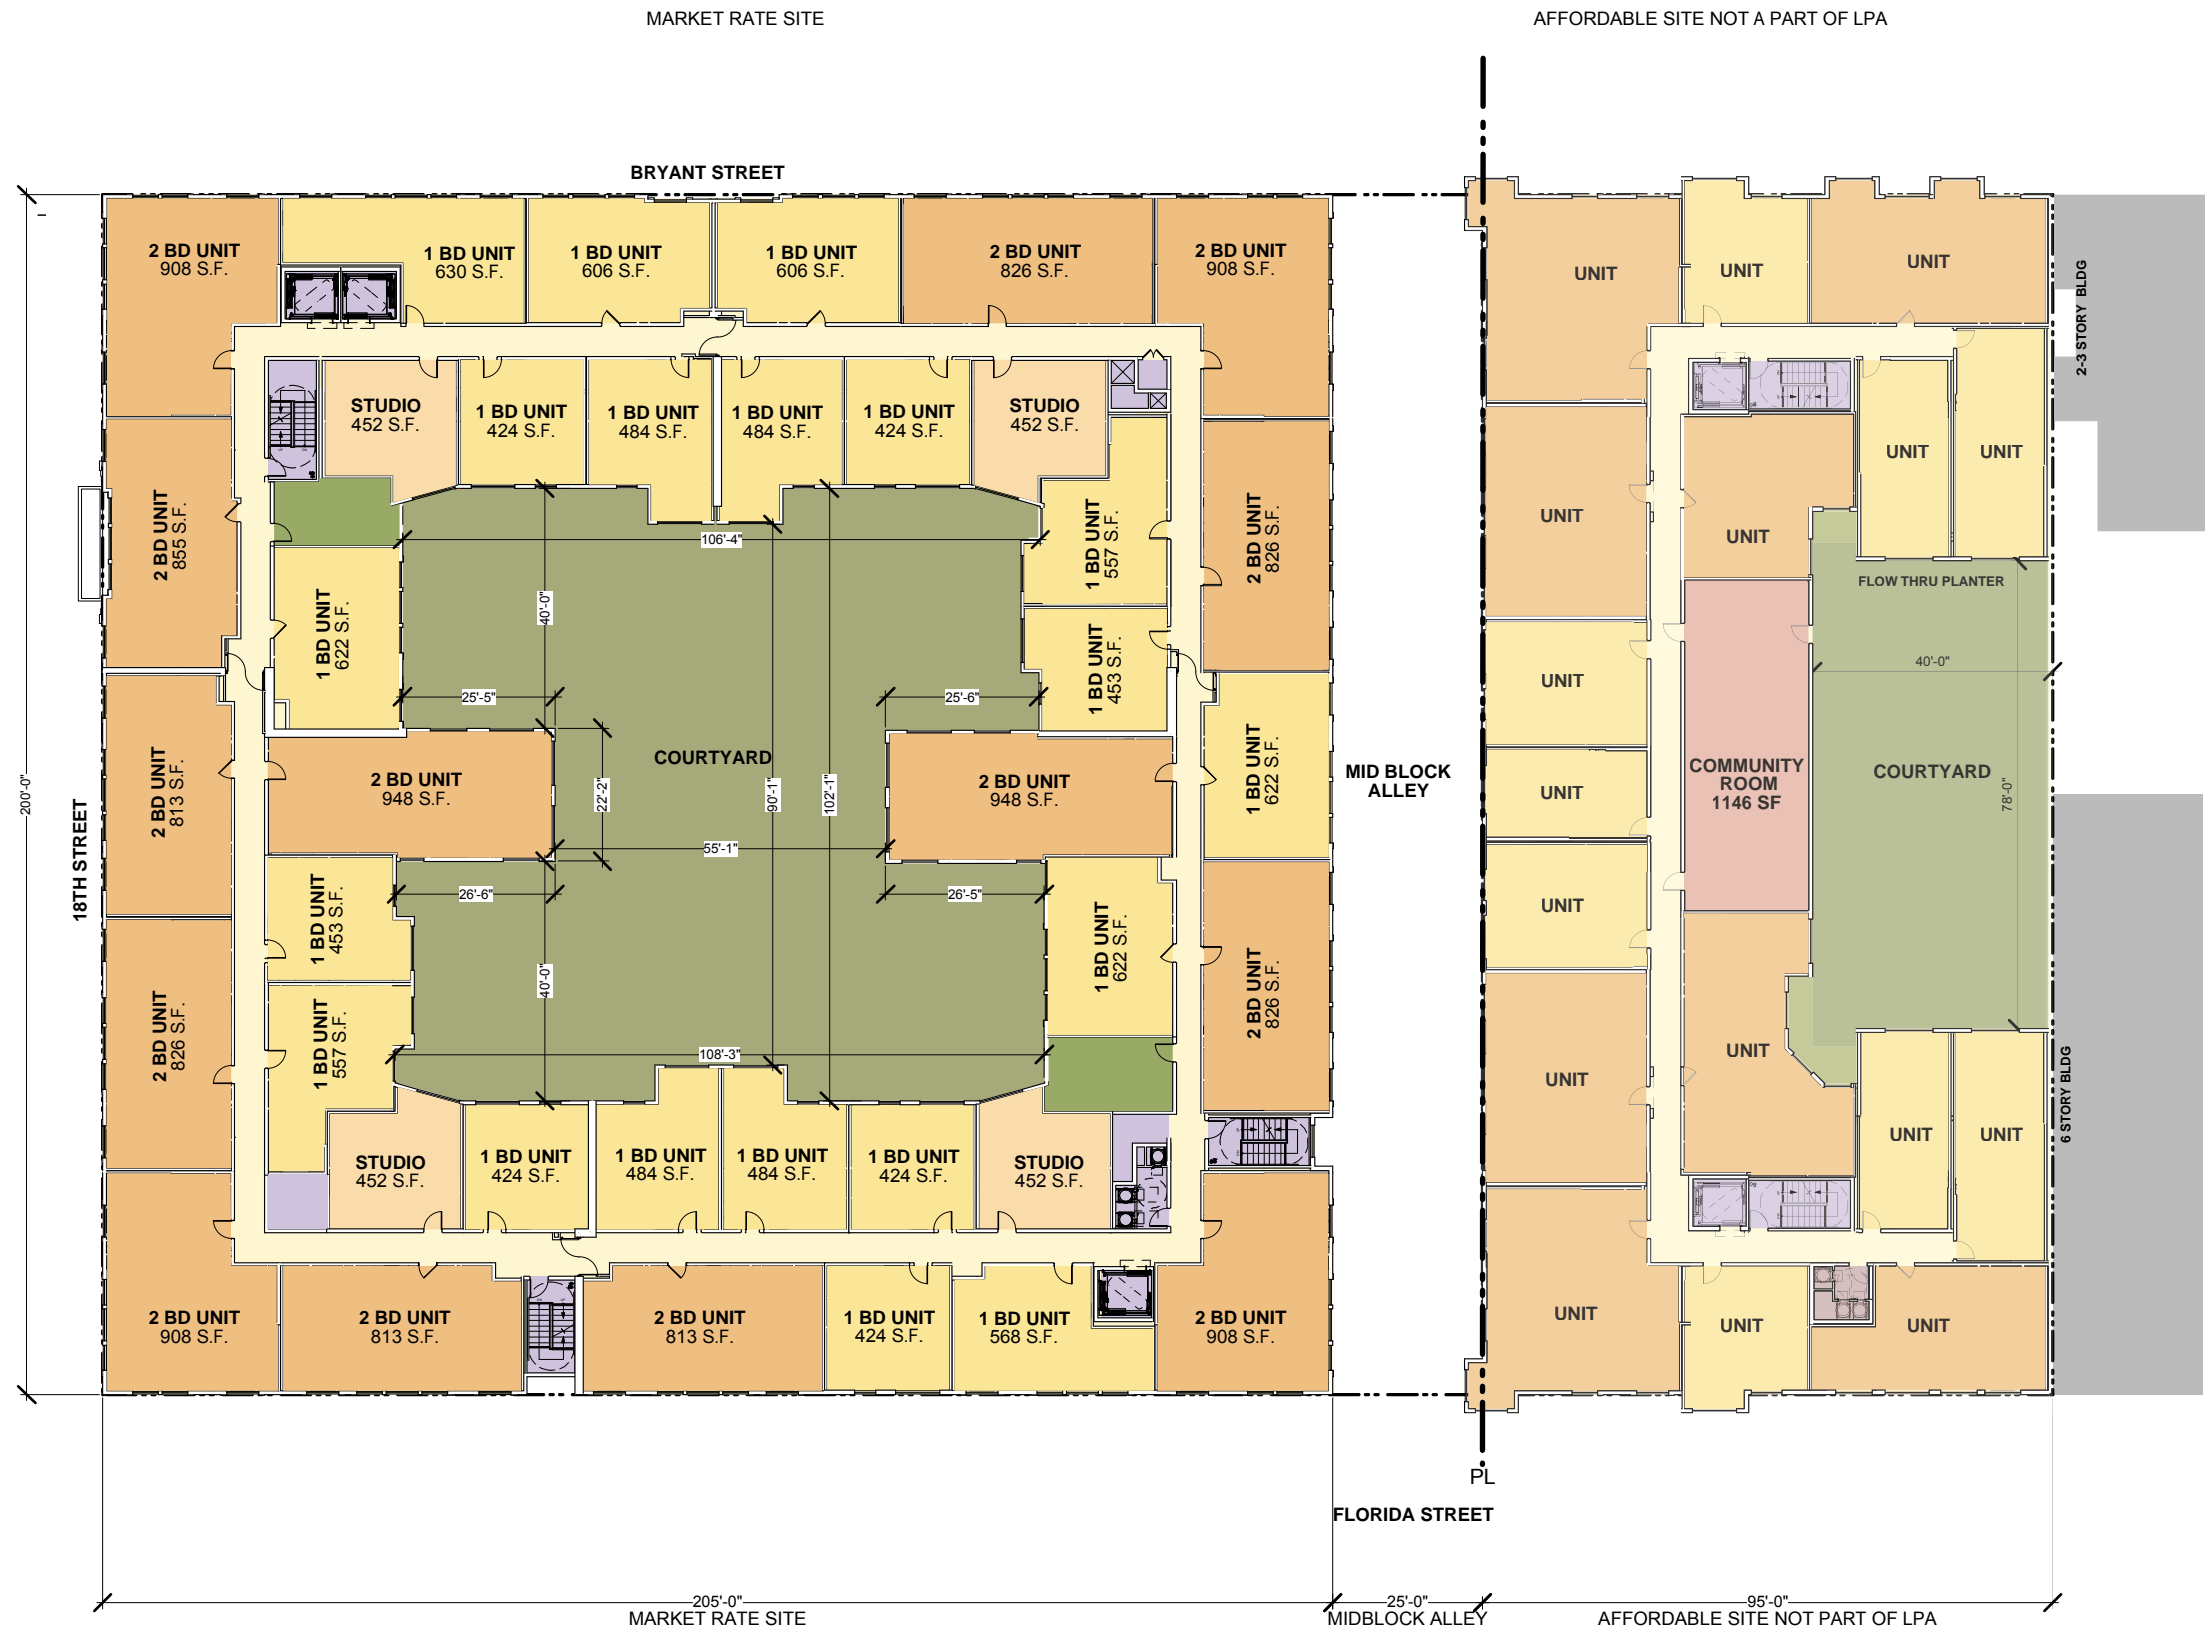 MARKET RATE SITE
AFFORDABLE SITE NOT A PART OF LPA
BRYANT STREET
2 BD UNIT
908 S.F.
1 BD UNIT
630 S.F.
1 BD UNIT
606 S.F.
1 BD UNIT
606 S.F.
2 BD UNIT
826 S.F.
2 BD UNIT
908 S.F.
UNIT
UNIT
UNIT
2-3 STORY BLDG
STUDIO
452 S.F.
1 BD UNIT
424 S.F.
1 BD UNIT
484 S.F.
1 BD UNIT
484 S.F.
1 BD UNIT
424 S.F.
STUDIO
452 S.F.
UNIT
UNIT
2 BD UNIT
855 S.F.
1 BD UNIT
622 S.F.
106'-4"
40'-0"
1 BD UNIT
557 S.F.
2 BD UNIT
826 S.F.
UNIT
UNIT
FLOW THRU PLANTER
1 BD UNIT
453 S.F.
25'-5"
25'-6"
UNIT
40'-0"
200'-0"
18TH STREET
2 BD UNIT
813 S.F.
2 BD UNIT
948 S.F.
22'-2"
COURTYARD
90'-1"
102'-1"
55'-1"
2 BD UNIT
948 S.F.
1 BD UNIT
622 S.F.
MID BLOCK
ALLEY
UNIT
COMMUNITY
ROOM
1146 SF
COURTYARD
78'-0"
1 BD UNIT
453 S.F.
26'-6"
26'-5"
1 BD UNIT
622 S.F.
2 BD UNIT
826 S.F.
UNIT
2 BD UNIT
826 S.F.
1 BD UNIT
557 S.F.
40'-0"
108'-3"
UNIT
UNIT
6 STORY BLDG
STUDIO
452 S.F.
1 BD UNIT
424 S.F.
1 BD UNIT
484 S.F.
1 BD UNIT
484 S.F.
1 BD UNIT
424 S.F.
STUDIO
452 S.F.
UNIT
UNIT
2 BD UNIT
908 S.F.
2 BD UNIT
813 S.F.
2 BD UNIT
813 S.F.
1 BD UNIT
424 S.F.
1 BD UNIT
568 S.F.
2 BD UNIT
908 S.F.
UNIT
UNIT
UNIT
PL
FLORIDA STREET
205'-0"
25'-0"
95'-0"
MARKET RATE SITE
MIDBLOCK ALLEY
AFFORDABLE SITE NOT PART OF LPA